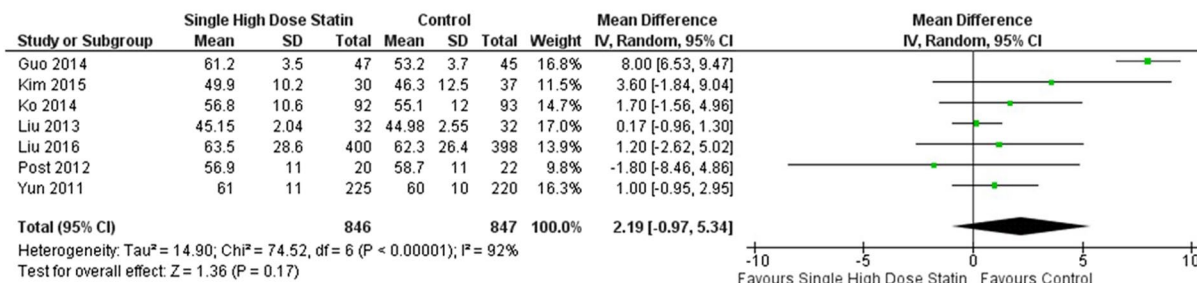 Single High Dose Statin Control Mean Difference Mean Difference
Study or Subgroup Mean SD Total Mean SD Total Weight IV, Random, 95% CI IV, Random, 95% CI
Guo 2014 61.2 3.5 47 53.2 3.7 45 16.8% 8.00 [6.53, 9.47]
Kim 2015 49.9 10.2 30 46.3 12.5 37 11.5% 3.60 [-1.84, 9.04]
Ko 2014 56.8 10.6 92 55.1 12 93 14.7% 1.70 [-1.56, 4.96]
Liu 2013 45.15 2.04 32 44.98 2.55 32 17.0% 0.17 [-0.96, 1.30]
Liu 2016 63.5 28.6 400 62.3 26.4 398 13.9% 1.20 [-2.62, 5.02]
Post 2012 56.9 11 20 58.7 11 22 9.8% -1.80 [-8.46, 4.86]
Yun 2011 61 11 225 60 10 220 16.3% 1.00 [-0.95, 2.95]
Total (95% CI) 846 847 100.0% 2.19 [-0.97, 5.34]
Heterogeneity: Tau² = 14.90; Chi² = 74.52, df = 6 (P < 0.00001); I² = 92%
Test for overall effect: Z = 1.36 (P = 0.17)
-10 -5 0 5 10
Favours Single High Dose Statin Favours Control